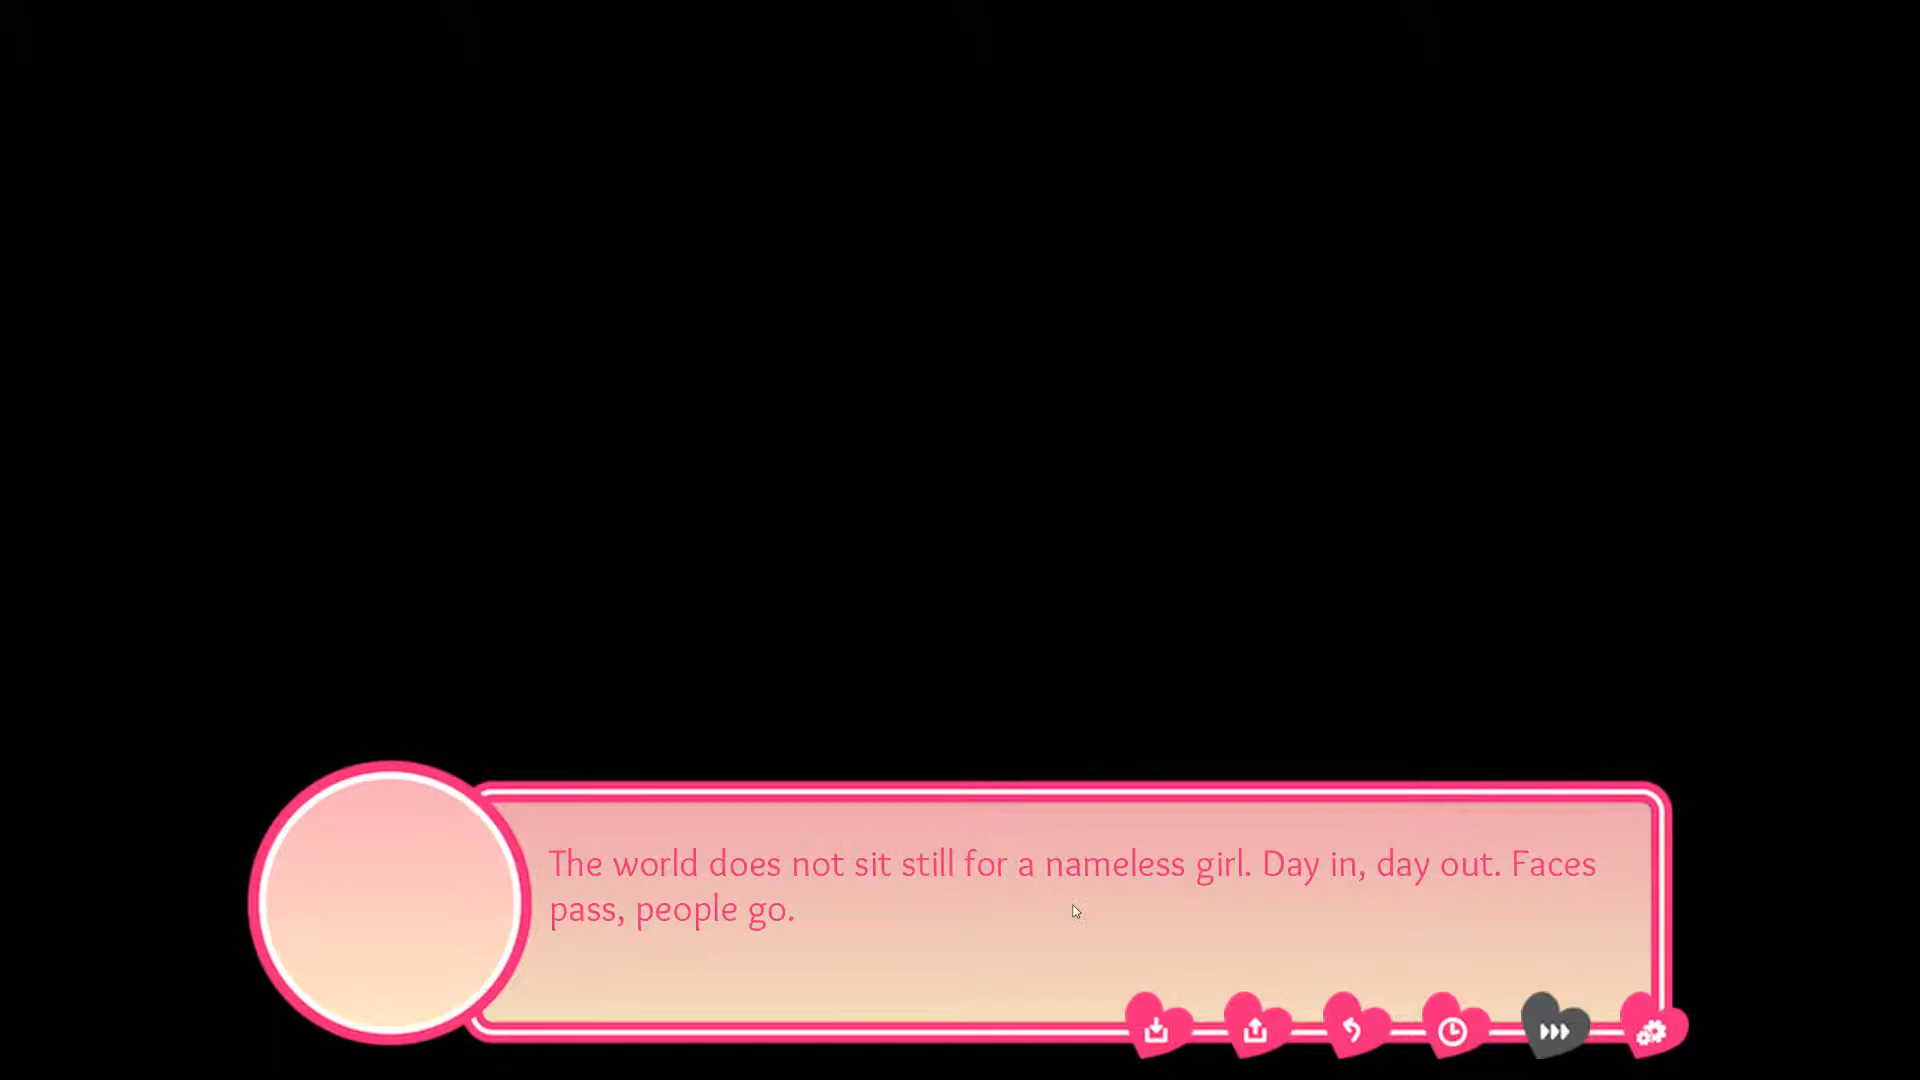 The world does not sit still for a nameless girl. Day in, day out. Faces
pass, people go.